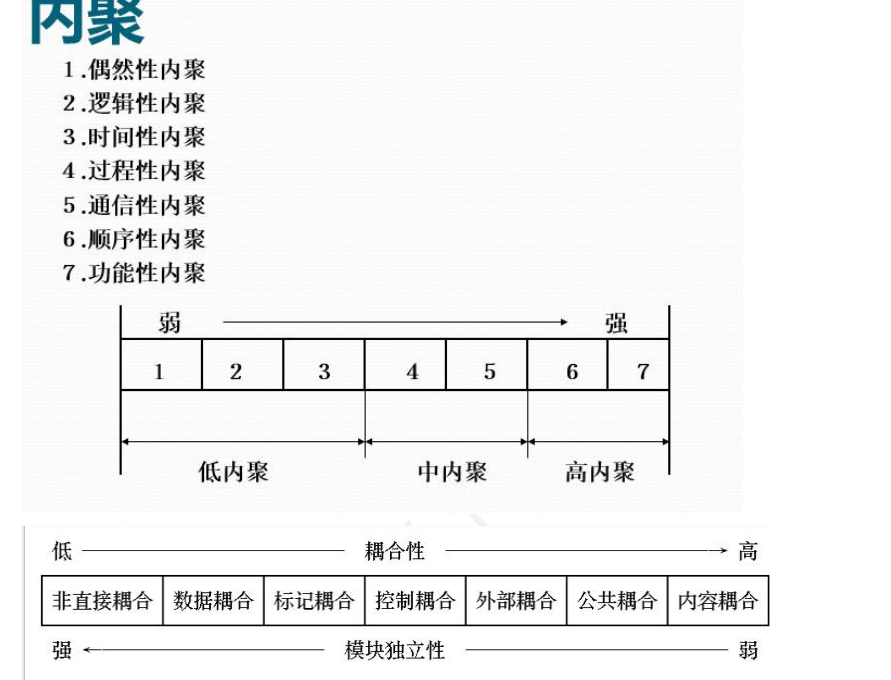 内聚
1.偶然性内聚
2.逻辑性内聚
3.时间性内聚
4.过程性内聚
5.通信性内聚
6.顺序性内聚
7.功能性内聚
弱 强
1 2 3 4 5 6 7
低内聚 中内聚 高内聚
低 耦合性 高
非直接耦合 数据耦合 标记耦合 控制耦合 外部耦合 公共耦合 内容耦合
强 模块独立性 弱